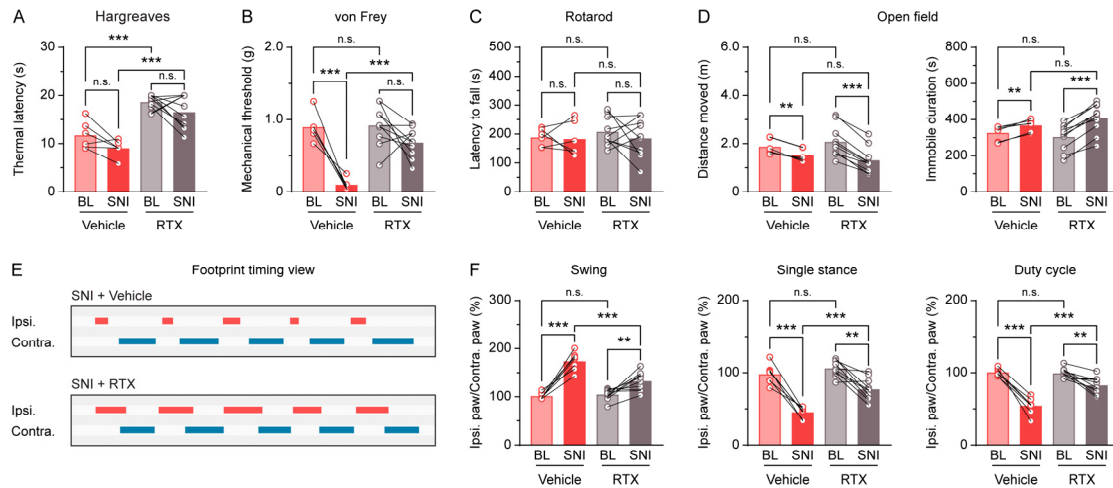 A Hargreaves
Thermal latency (s)
30
20
10
0
***
***
n.s.
n.s.
BL SNI BL SNI
Vehicle RTX
B von Frey
Mechanical threshold (g)
2.0
1.0
0
n.s.
***
***
n.s.
BL SNI BL SNI
Vehicle RTX
C Rotarod
Latency to fall (s)
500
400
300
200
100
0
n.s.
n.s.
n.s.
n.s.
BL SNI BL SNI
Vehicle RTX
D Open field
Distance moved (m)
6.0
4.0
2.0
0
n.s.
n.s.
**
***
BL SNI BL SNI
Vehicle RTX
Immobile curation (s)
800
600
400
200
0
n.s.
n.s.
**
***
BL SNI BL SNI
Vehicle RTX
E Footprint timing view
SNI + Vehicle
Ipsi.
Contra.
SNI + RTX
Ipsi.
Contra.
F Swing
Ipsi. paw/Contra. paw (%)
300
200
100
0
n.s.
***
***
**
BL SNI BL SNI
Vehicle RTX
Single stance
Ipsi. paw/Contra. paw (%)
200
100
0
n.s.
***
***
**
BL SNI BL SNI
Vehicle RTX
Duty cycle
Ipsi. paw/Contra. paw (%)
200
100
0
n.s.
***
***
**
BL SNI BL SNI
Vehicle RTX